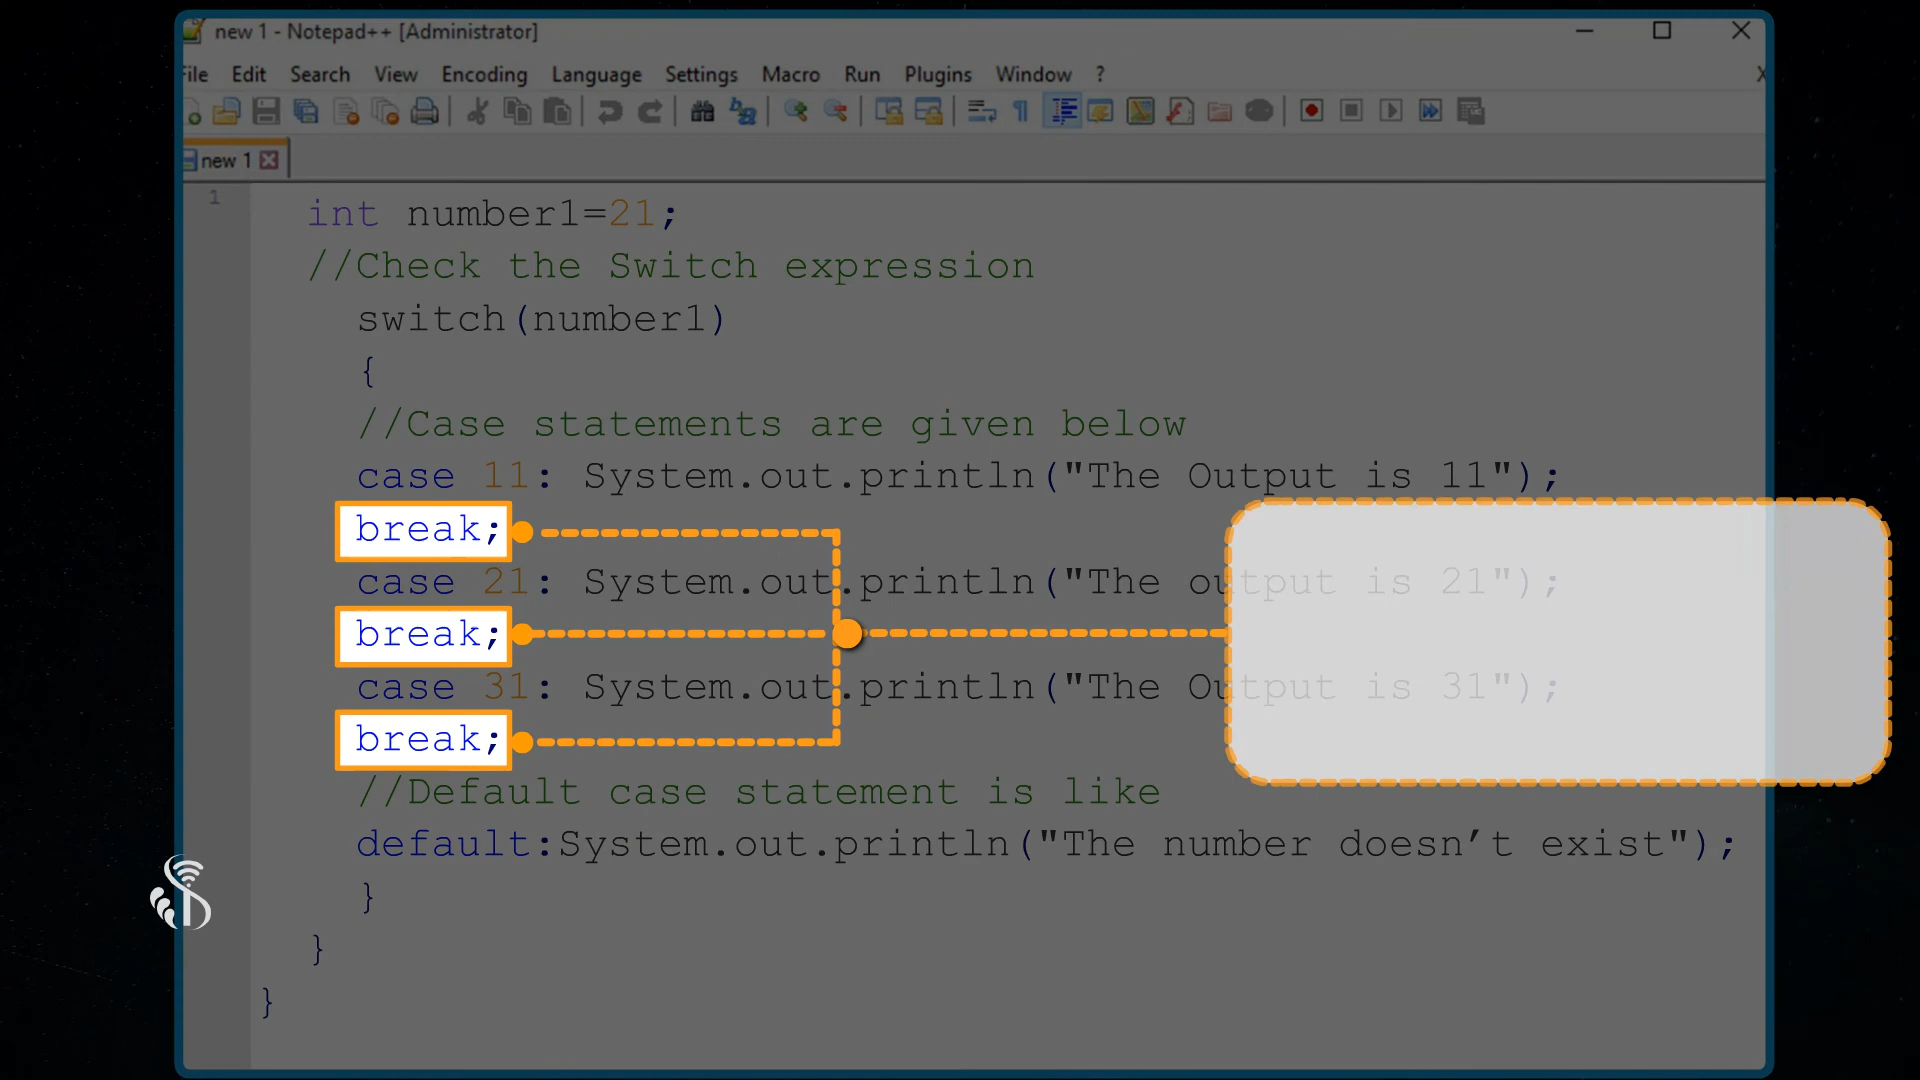 new 1 - Notepad++ [Administrator]
File Edit Search View Encoding Language Settings Macro Run Plugins Window ? X
new 1
1
int number1=21;
//Check the Switch expression
switch(number1)
{
//Case statements are given below
case 11: System.out.println("The Output is 11");
break;
case 21: System.out.println("The output is 21");
break;
case 31: System.out.println("The Output is 31");
break;
//Default case statement is like
default:System.out.println("The number doesn’t exist");
}
}
}